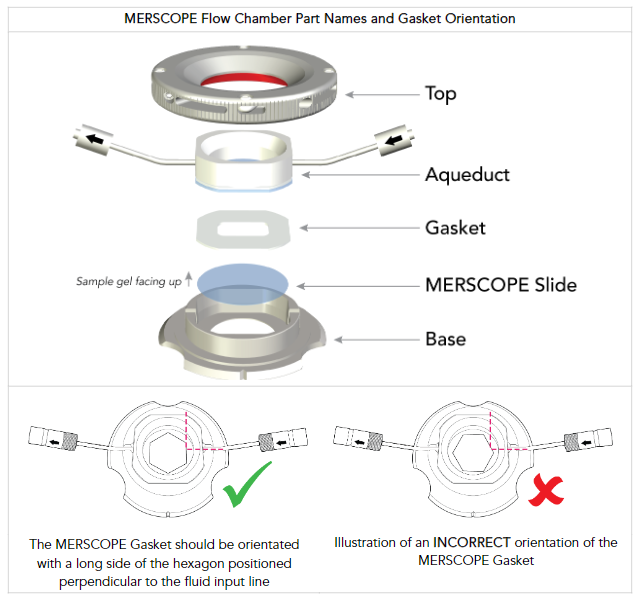 MERSCOPE Flow Chamber Part Names and Gasket Orientation
Top
Aqueduct
Gasket
Sample gel facing up
MERSCOPE Slide
Base
The MERSCOPE Gasket should be orientated
with a long side of the hexagon positioned
perpendicular to the fluid input line
Illustration of an INCORRECT orientation of the
MERSCOPE Gasket